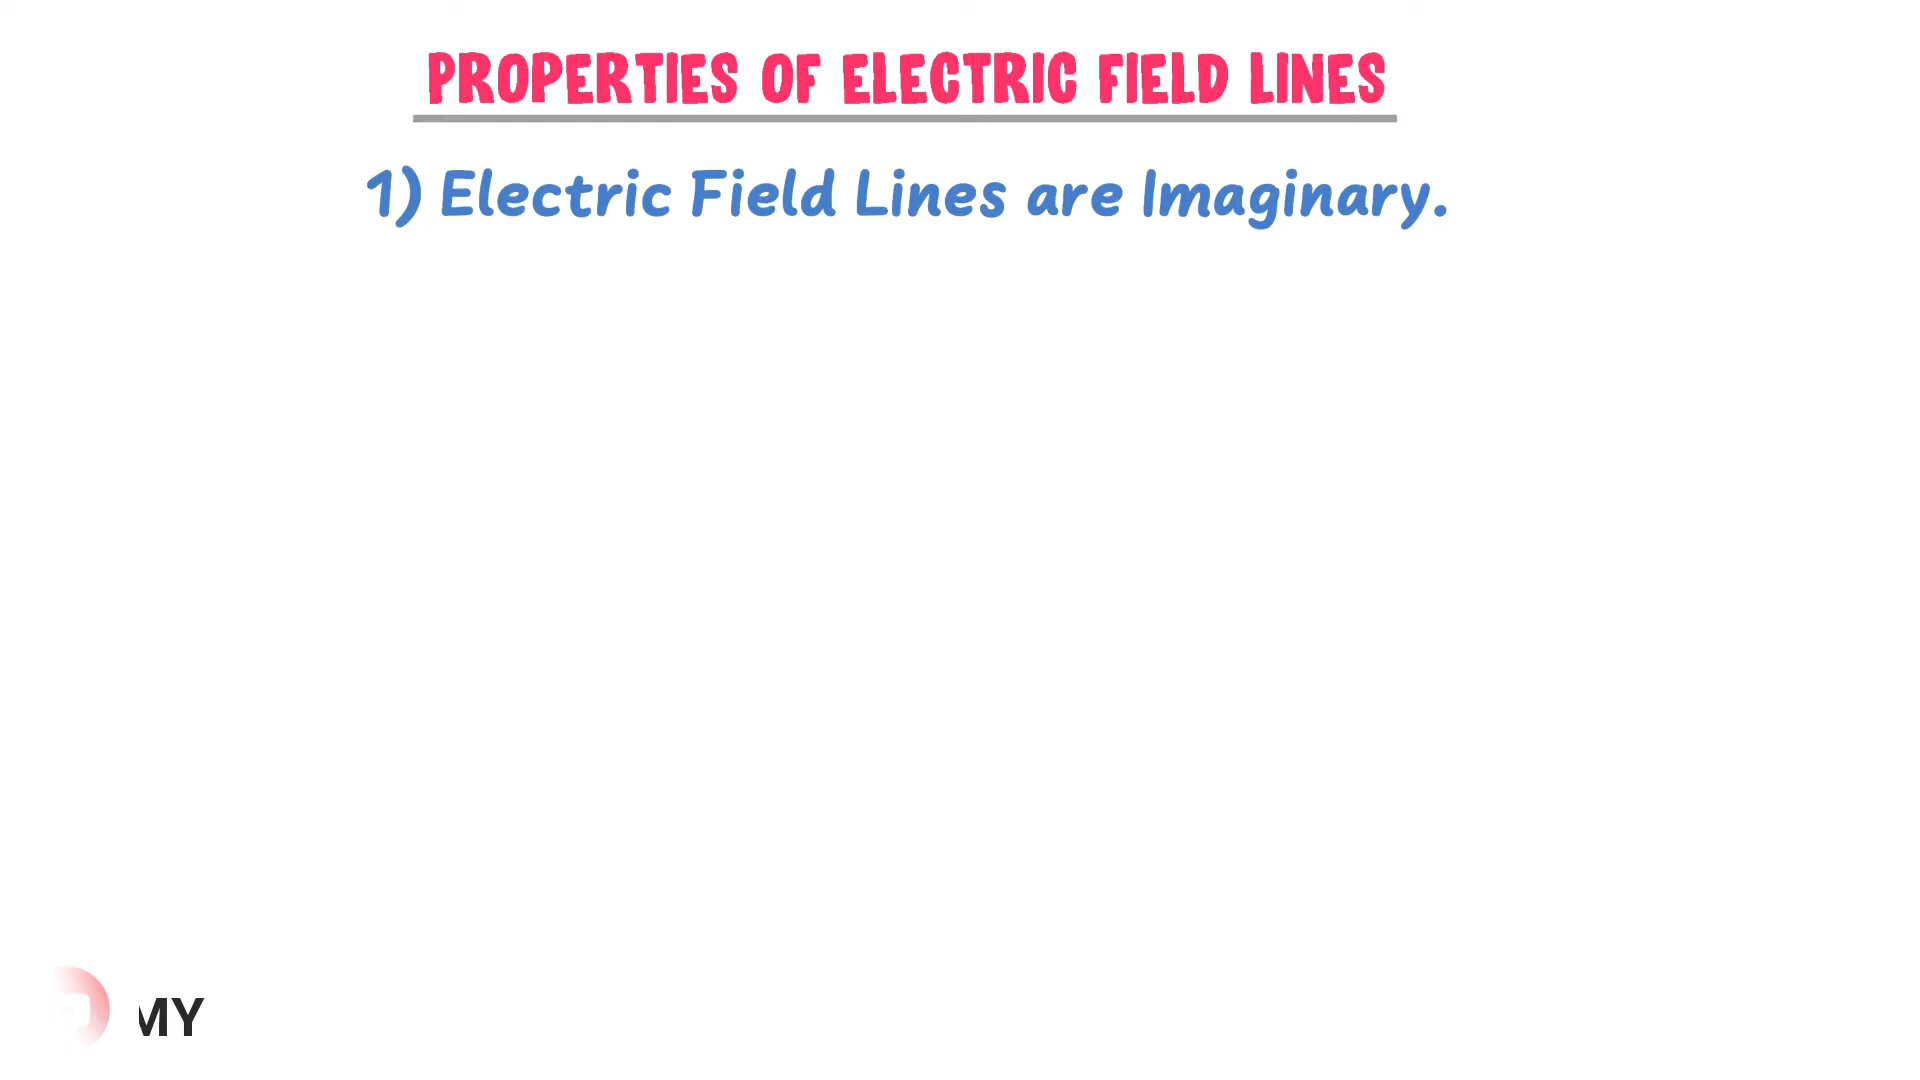 PROPERTIES OF ELECTRIC FIELD LINES
1) Electric Field Lines are Imaginary.
MY